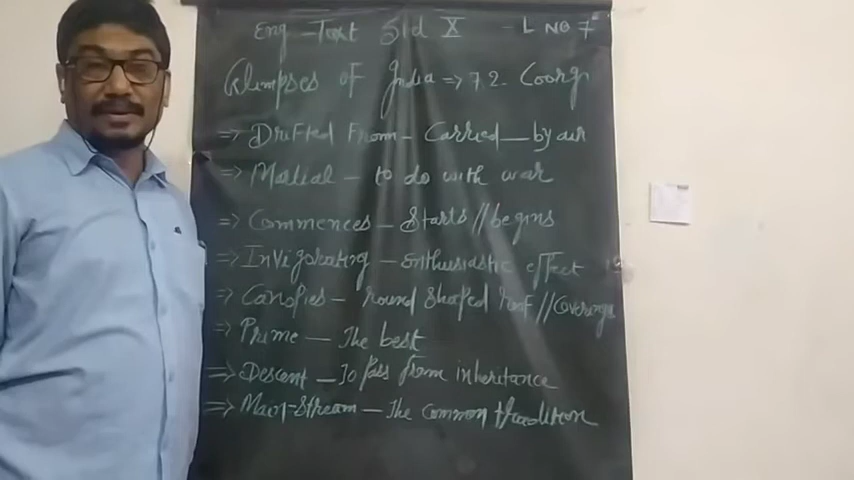 Eng - Text Std X - L NO 7
Glimpses of India => 7.2. Coorg
=> Drifted From - Carried - by air
=> Martial - to do with war
=> Commences - Starts // begins
=> Invigorating - enthusiastic effect
=> Canopies - round shaped roof // Coverings
=> Prime - The best
=> Descent - To pass from inheritance
=> Main-Stream - The common tradition